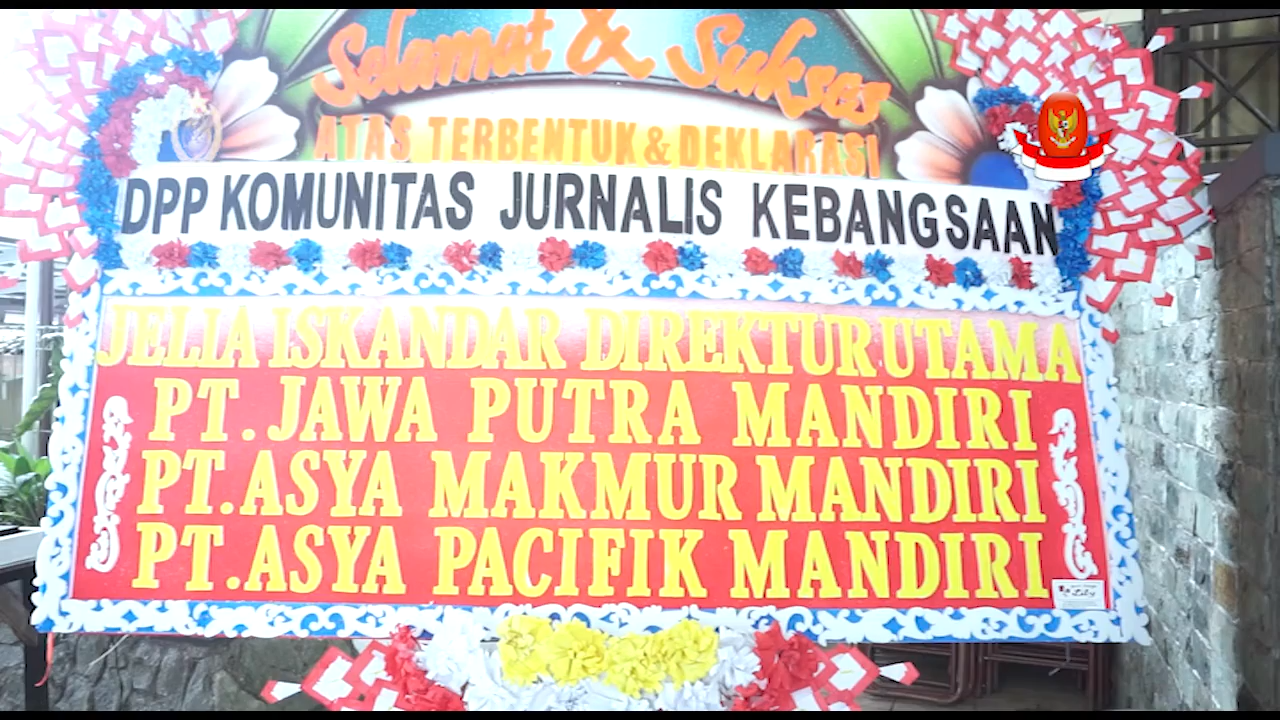 Selamat & Sukses
ATAS TERBENTUK & DEKLARASI
DPP KOMUNITAS JURNALIS KEBANGSAAN
JELIA ISKANDAR DIREKTUR UTAMA
PT. JAWA PUTRA MANDIRI
PT. ASYA MAKMUR MANDIRI
PT. ASYA PACIFIK MANDIRI
Lily